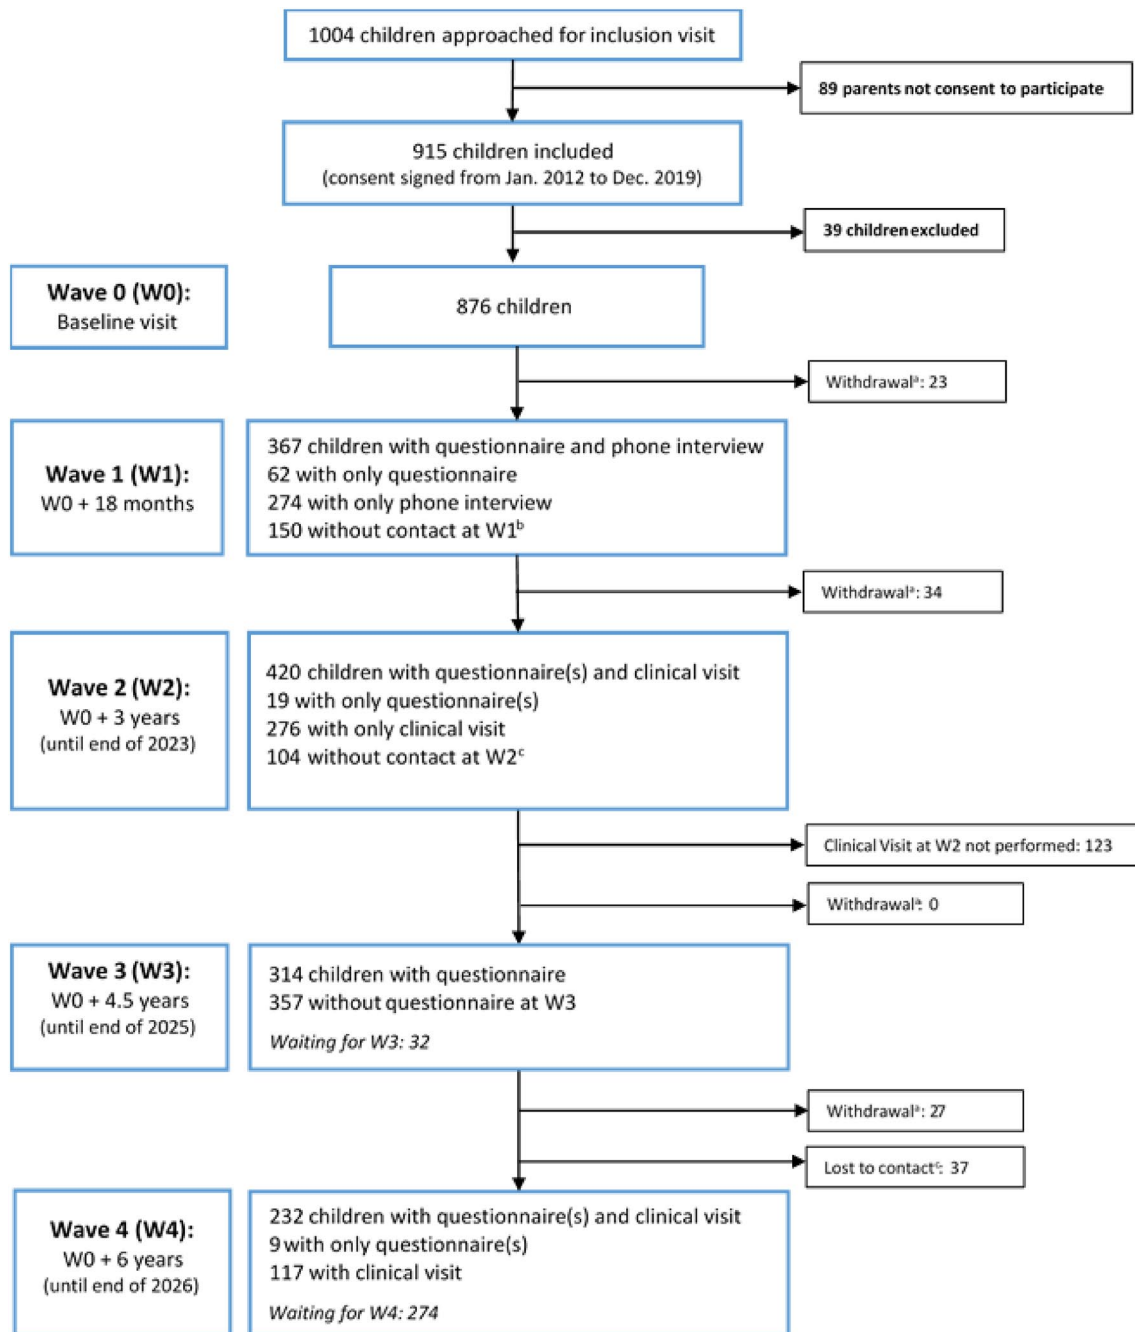 1004 children approached for inclusion visit
89 parents not consent to participate
915 children included
(consent signed from Jan. 2012 to Dec. 2019)
39 children excluded
Wave 0 (W0):
Baseline visit
876 children
Withdrawalᵃ: 23
Wave 1 (W1):
W0 + 18 months
367 children with questionnaire and phone interview
62 with only questionnaire
274 with only phone interview
150 without contact at W1ᵇ
Withdrawalᵃ: 34
Wave 2 (W2):
W0 + 3 years
(until end of 2023)
420 children with questionnaire(s) and clinical visit
19 with only questionnaire(s)
276 with only clinical visit
104 without contact at W2ᶜ
Clinical Visit at W2 not performed: 123
Withdrawalᵃ: 0
Wave 3 (W3):
W0 + 4.5 years
(until end of 2025)
314 children with questionnaire
357 without questionnaire at W3
Waiting for W3: 32
Withdrawalᵃ: 27
Lost to contactᶜ: 37
Wave 4 (W4):
W0 + 6 years
(until end of 2026)
232 children with questionnaire(s) and clinical visit
9 with only questionnaire(s)
117 with clinical visit
Waiting for W4: 274